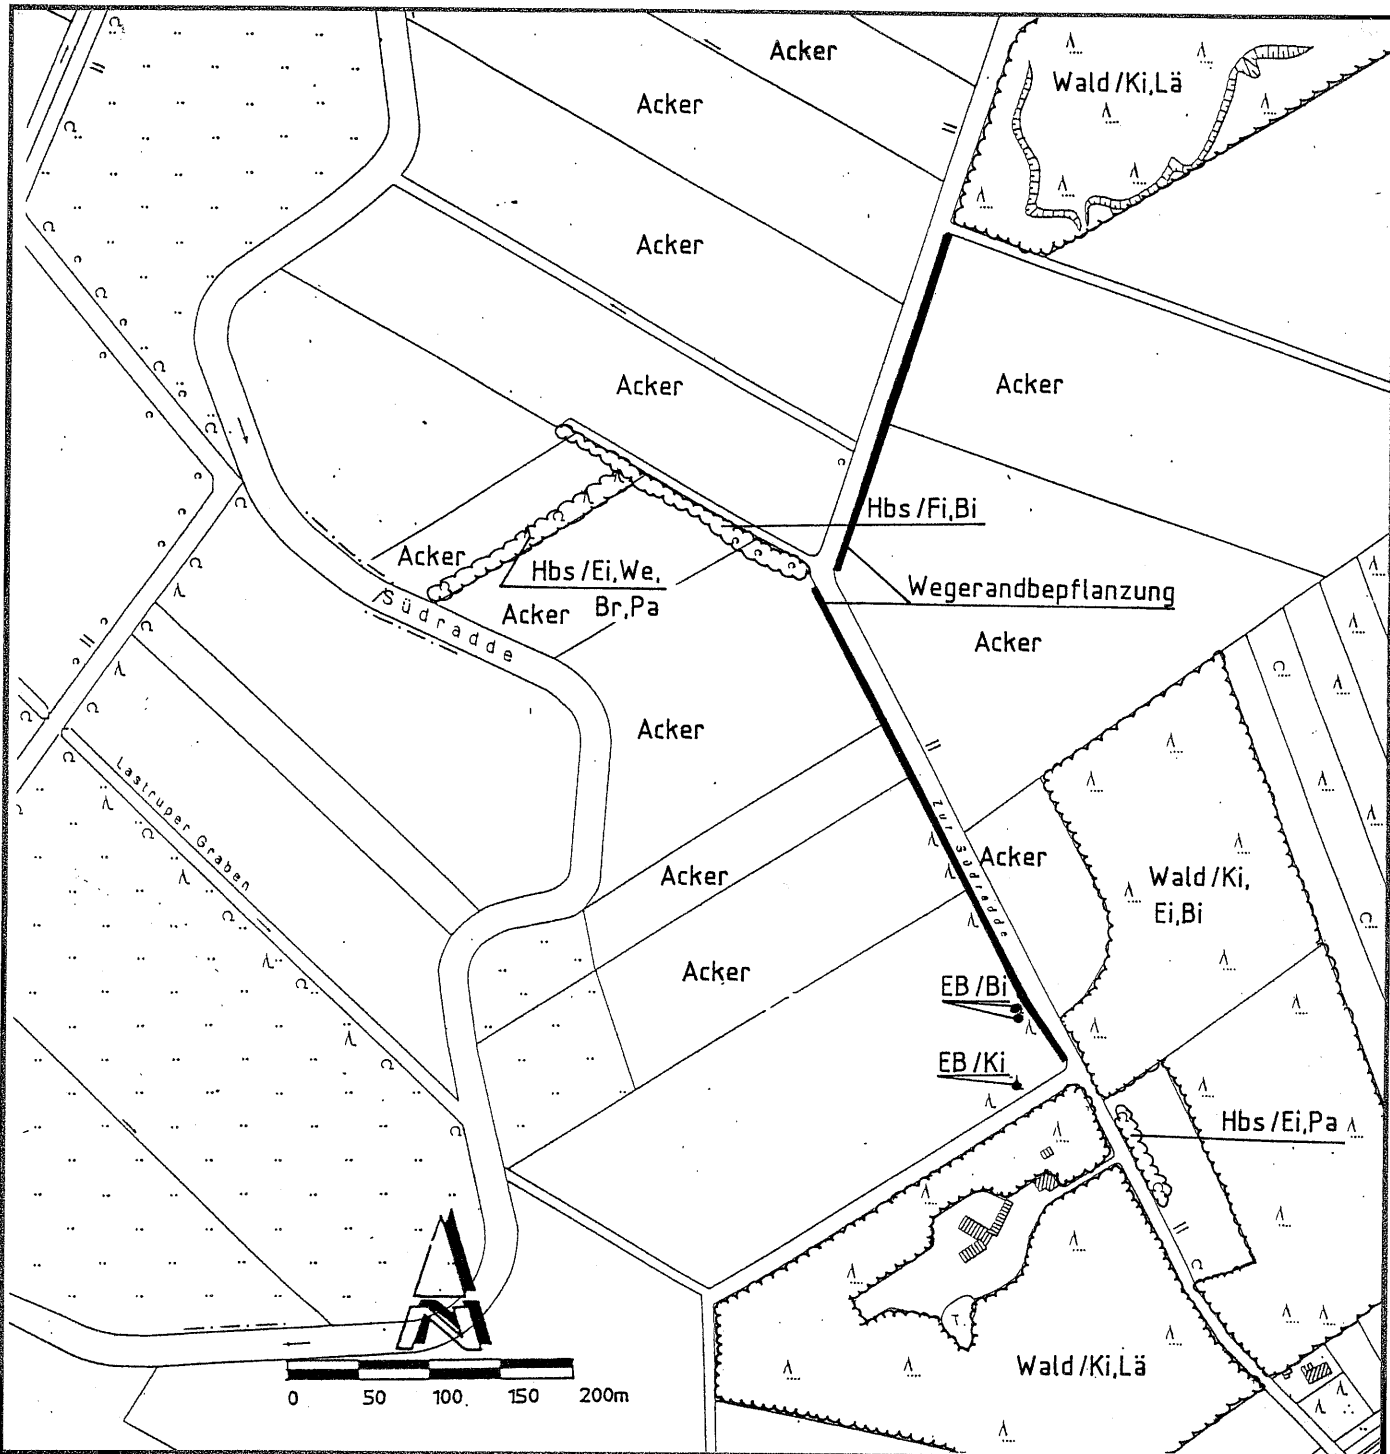 Acker
Wald/Ki,Lä
Acker
Acker
Acker
Acker
Hbs/Fi,Bi
Acker
Hbs/Ei,We,
Br,Pa
Wegerandbepflanzung
Südradde
Acker
Acker
Acker
Lastruper Graben
zur Südradde
Acker
Acker
Wald/Ki,
Ei,Bi
Acker
EB/Bi
EB/Ki
Hbs/Ei,Pa
T.
N
Wald/Ki,Lä
0 50 100 150 200m